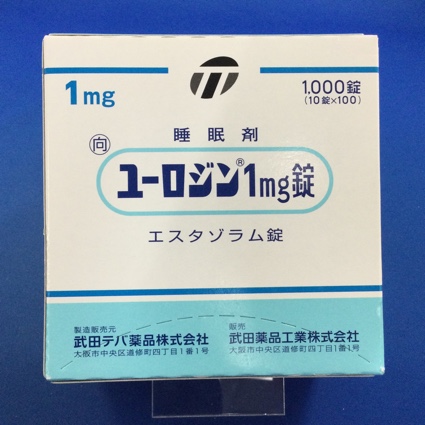 1mg
1,000錠
(10錠×100)
向
睡眠剤
ユーロジン®1mg錠
エスタゾラム錠
製造販売元
武田テバ薬品株式会社
大阪市中央区道修町四丁目1番1号
販売
武田薬品工業株式会社
大阪市中央区道修町四丁目1番1号